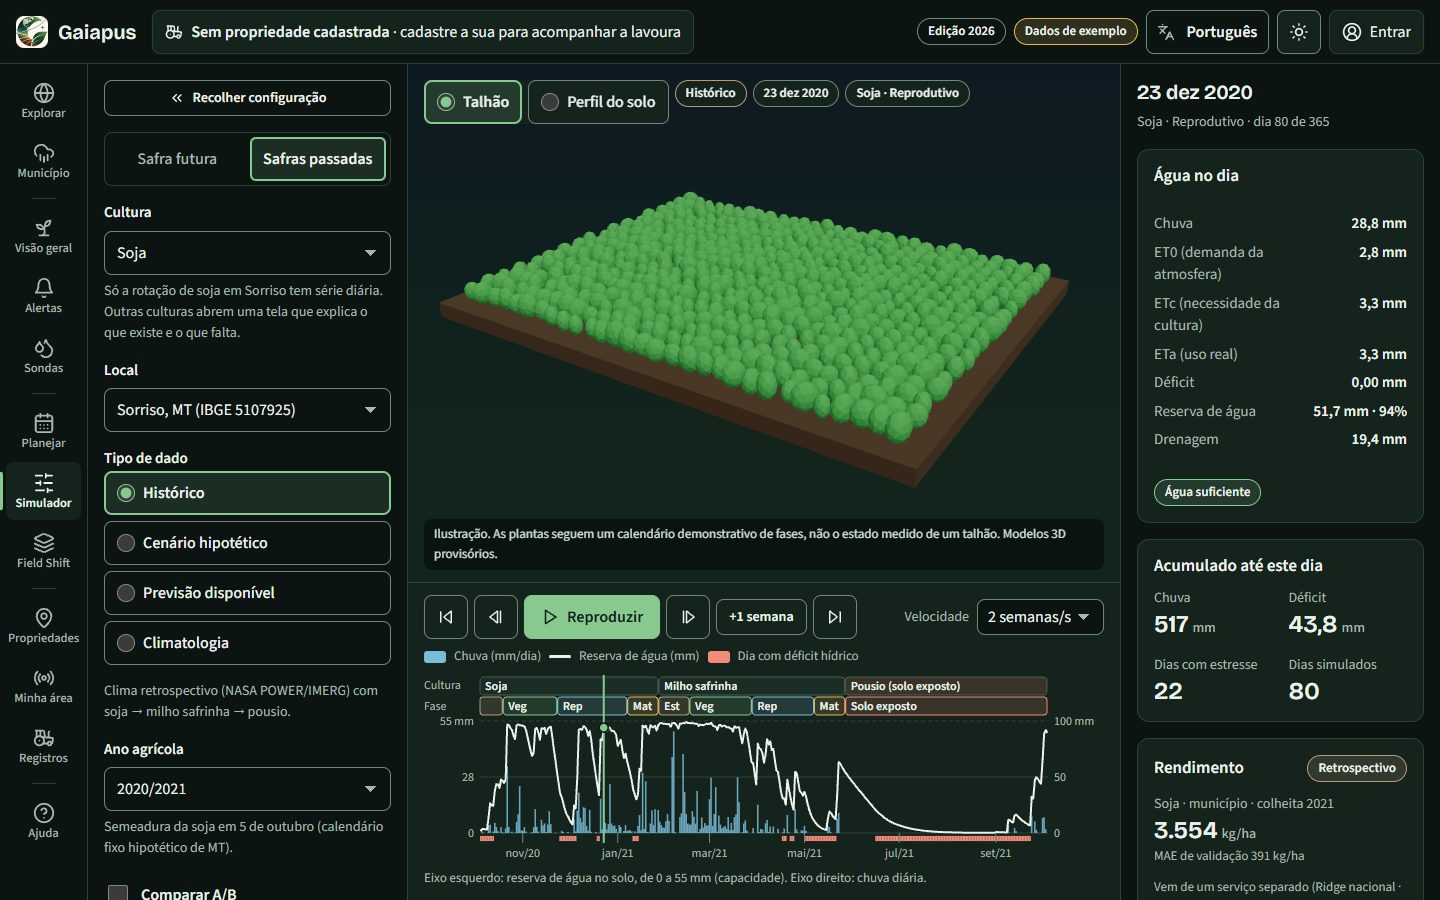 Gaiapus
Sem propriedade cadastrada · cadastre a sua para acompanhar a lavoura
Edição 2026
Dados de exemplo
Português
Entrar
Explorar
Município
Visão geral
Alertas
Sondas
Planejar
Simulador
Field Shift
Propriedades
Minha área
Registros
Ajuda
Recolher configuração
Safra futura
Safras passadas
Cultura
Soja
Só a rotação de soja em Sorriso tem série diária.
Outras culturas abrem uma tela que explica o
que existe e o que falta.
Local
Sorriso, MT (IBGE 5107925)
Tipo de dado
Histórico
Cenário hipotético
Previsão disponível
Climatologia
Clima retrospectivo (NASA POWER/IMERG) com
soja → milho safrinha → pousio.
Ano agrícola
2020/2021
Semeadura da soja em 5 de outubro (calendário
fixo hipotético de MT).
Comparar A/B
Talhão
Perfil do solo
Histórico
23 dez 2020
Soja · Reprodutivo
Ilustração. As plantas seguem um calendário demonstrativo de fases, não o estado medido de um talhão. Modelos 3D
provisórios.
Reproduzir
+1 semana
Velocidade
2 semanas/s
Chuva (mm/dia)
Reserva de água (mm)
Dia com déficit hídrico
Cultura
Soja
Milho safrinha
Pousio (solo exposto)
Fase
Veg
Rep
Mat
Est
Veg
Rep
Mat
Solo exposto
55 mm
100 mm
28
50
0
0
nov/20
jan/21
mar/21
mai/21
jul/21
set/21
Eixo esquerdo: reserva de água no solo, de 0 a 55 mm (capacidade). Eixo direito: chuva diária.
23 dez 2020
Soja · Reprodutivo · dia 80 de 365
Água no dia
Chuva 28,8 mm
ET0 (demanda da 2,8 mm
atmosfera)
ETc (necessidade da 3,3 mm
cultura)
ETa (uso real) 3,3 mm
Déficit 0,00 mm
Reserva de água 51,7 mm · 94%
Drenagem 19,4 mm
Água suficiente
Acumulado até este dia
Chuva
Déficit
517 mm
43,8 mm
Dias com estresse
Dias simulados
22
80
Rendimento
Retrospectivo
Soja · município · colheita 2021
3.554 kg/ha
MAE de validação 391 kg/ha
Vem de um serviço separado (Ridge nacional ·